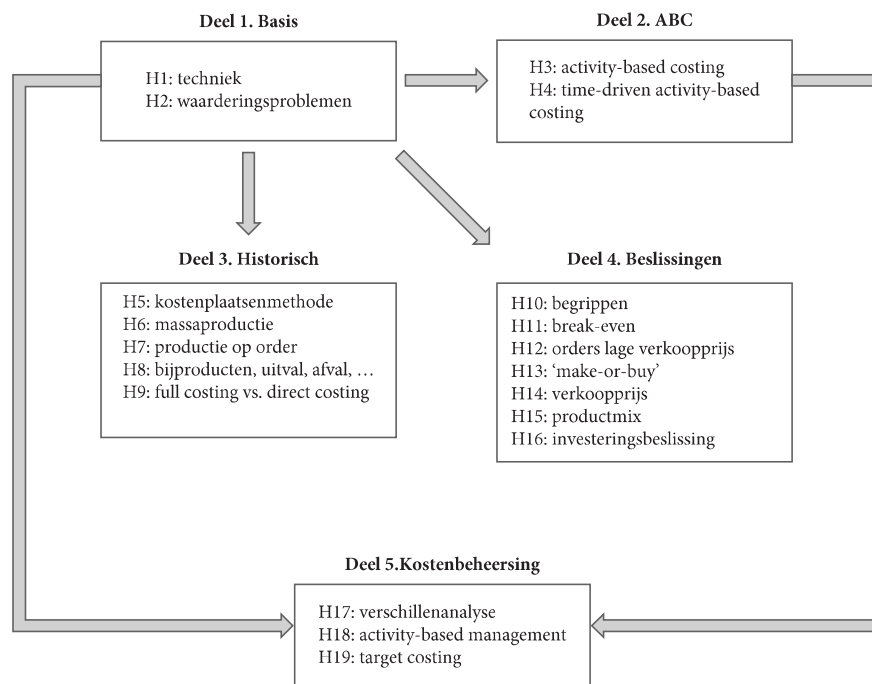 Deel 1. Basis
H1: techniek
H2: waarderingsproblemen
Deel 2. ABC
H3: activity-based costing
H4: time-driven activity-based
costing
Deel 3. Historisch
H5: kostenplaatsenmethode
H6: massaproductie
H7: productie op order
H8: bijproducten, uitval, afval, …
H9: full costing vs. direct costing
Deel 4. Beslissingen
H10: begrippen
H11: break-even
H12: orders lage verkoopprijs
H13: ‘make-or-buy’
H14: verkoopprijs
H15: productmix
H16: investeringsbeslissing
Deel 5.Kostenbeheersing
H17: verschillenanalyse
H18: activity-based management
H19: target costing